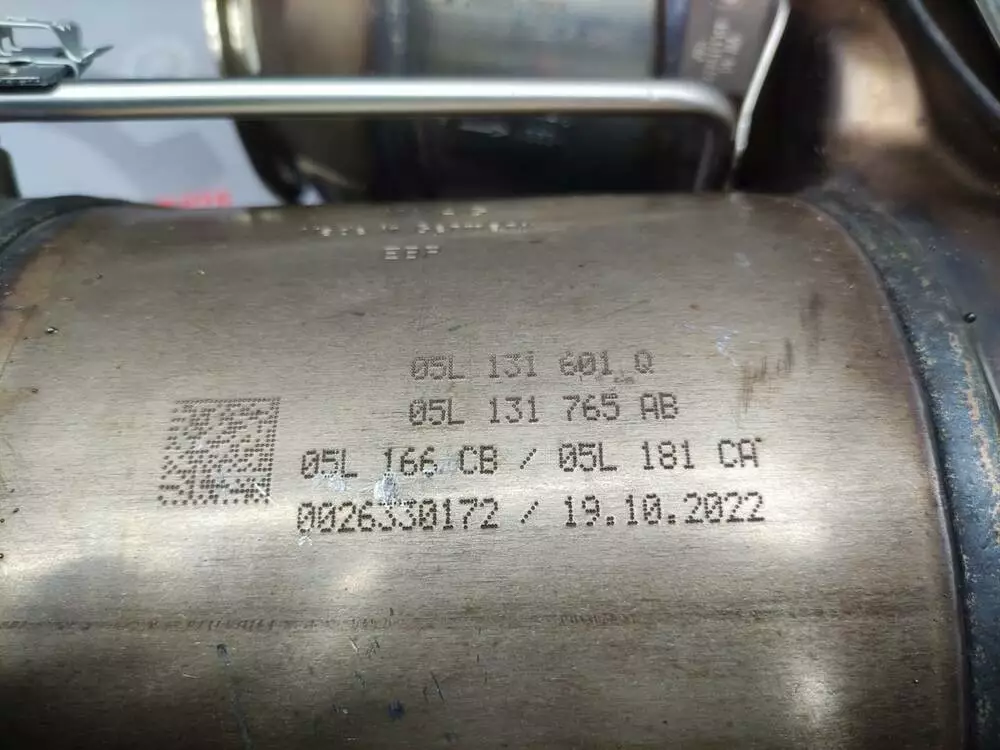 05L 131 601 Q
05L 131 765 AB
05L 166 CB / 05L 181 CA
0026330172 / 19.10.2022